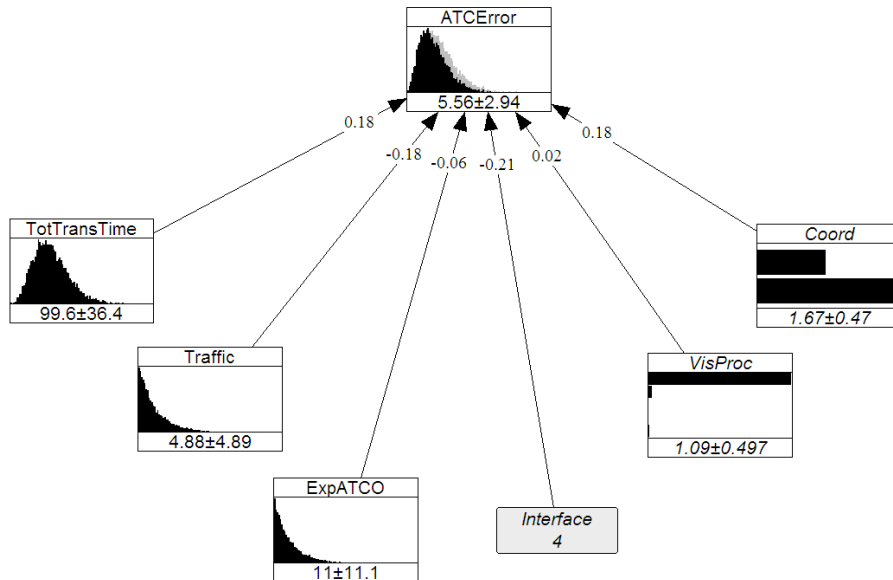 ATCError
5.56±2.94
0.18
-0.18
-0.06
-0.21
0.02
0.18
TotTransTime
99.6±36.4
Coord
1.67±0.47
Traffic
4.88±4.89
VisProc
1.09±0.497
ExpATCO
11±11.1
Interface
4